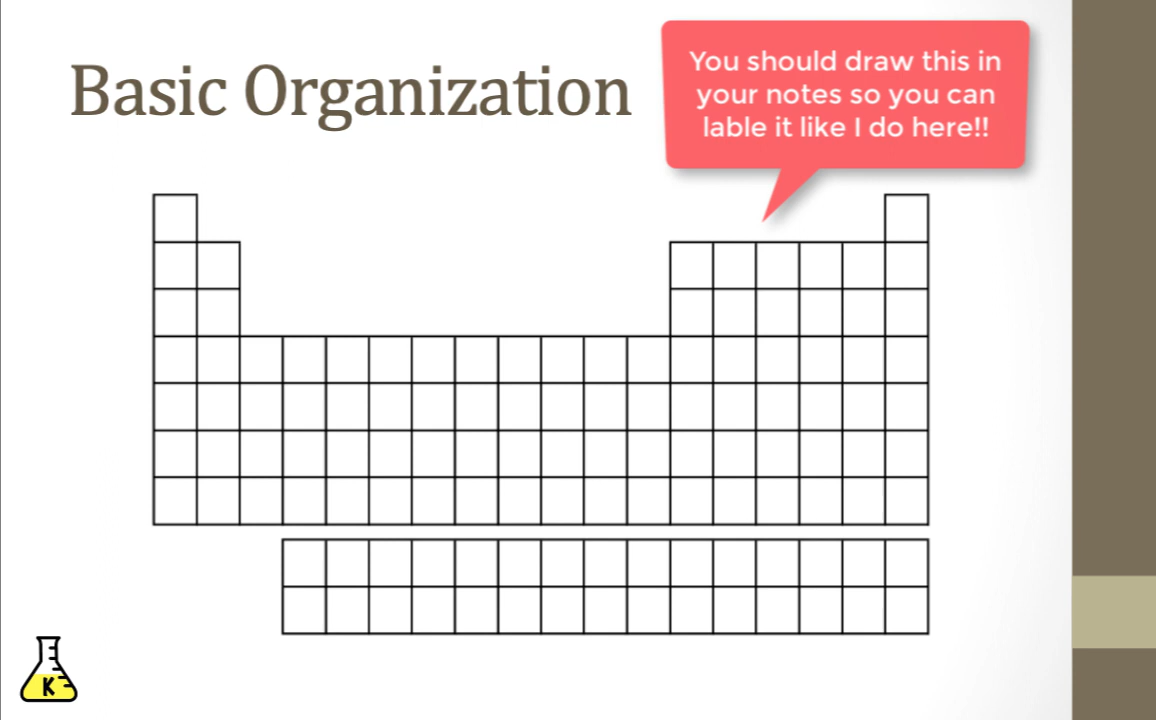 Basic Organization
You should draw this in
your notes so you can
lable it like I do here!!
K